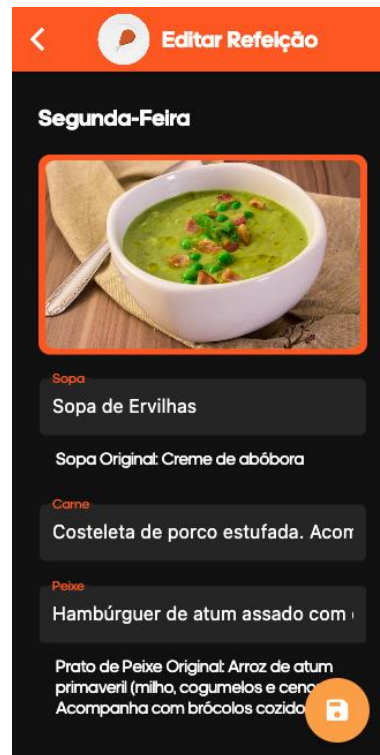 Editar Refeição
Segunda-Feira
Sopa
Sopa de Ervilhas
Sopa Original: Creme de abóbora
Carne
Costeleta de porco estufada. Acom
Peixe
Hambúrguer de atum assado com
Prato de Peixe Original: Arroz de atum
primaveril (milho, cogumelos e
Acompanha com brócolos